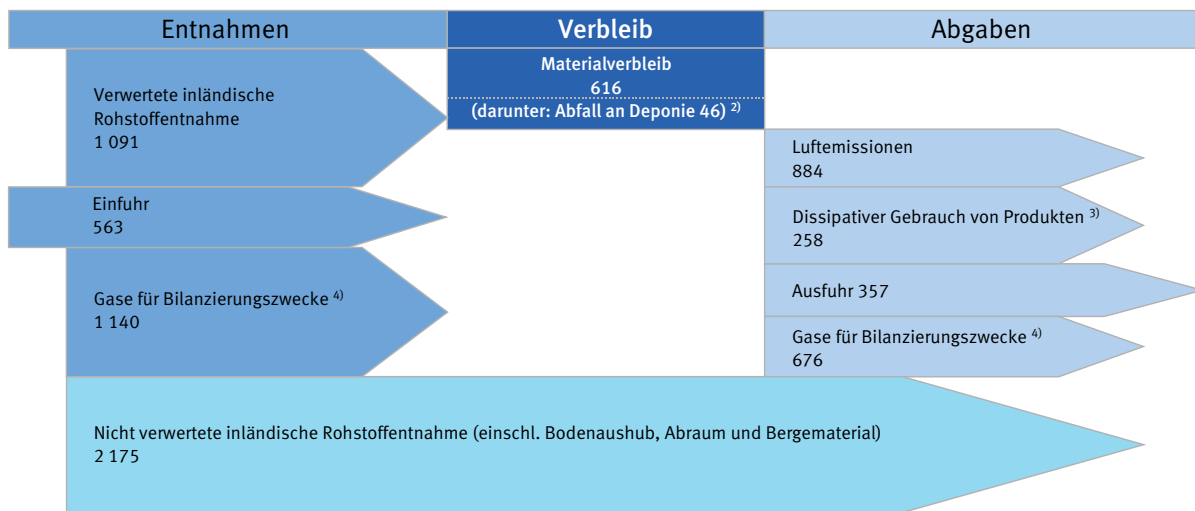 Entnahmen
Verbleib
Abgaben
Materialverbleib
616
(darunter: Abfall an Deponie 46) 2)
Verwertete inländische
Rohstoffentnahme
1 091
Luftemissionen
884
Einfuhr
563
Dissipativer Gebrauch von Produkten 3)
258
Gase für Bilanzierungszwecke 4)
1 140
Ausfuhr 357
Gase für Bilanzierungszwecke 4)
676
Nicht verwertete inländische Rohstoffentnahme (einschl. Bodenaushub, Abraum und Bergematerial)
2 175